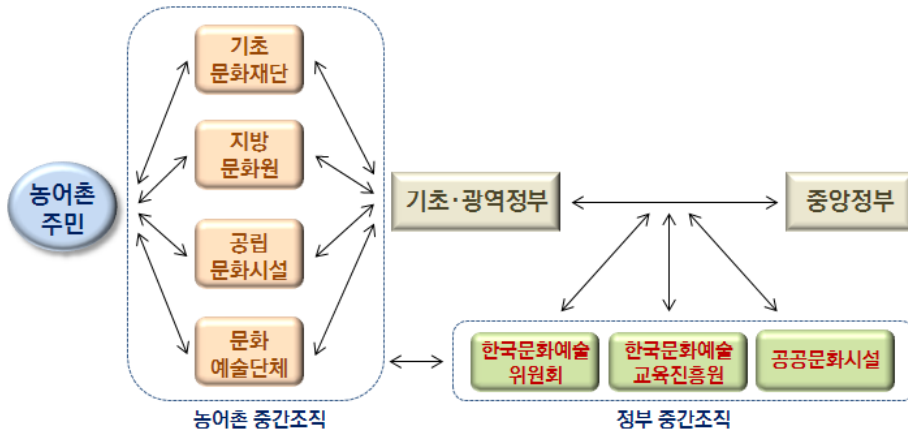 농어촌
주민
기초
문화재단
지방
문화원
공립
문화시설
문화
예술단체
농어촌 중간조직
기초·광역정부
중앙정부
한국문화예술
위원회
한국문화예술
교육진흥원
공공문화시설
정부 중간조직